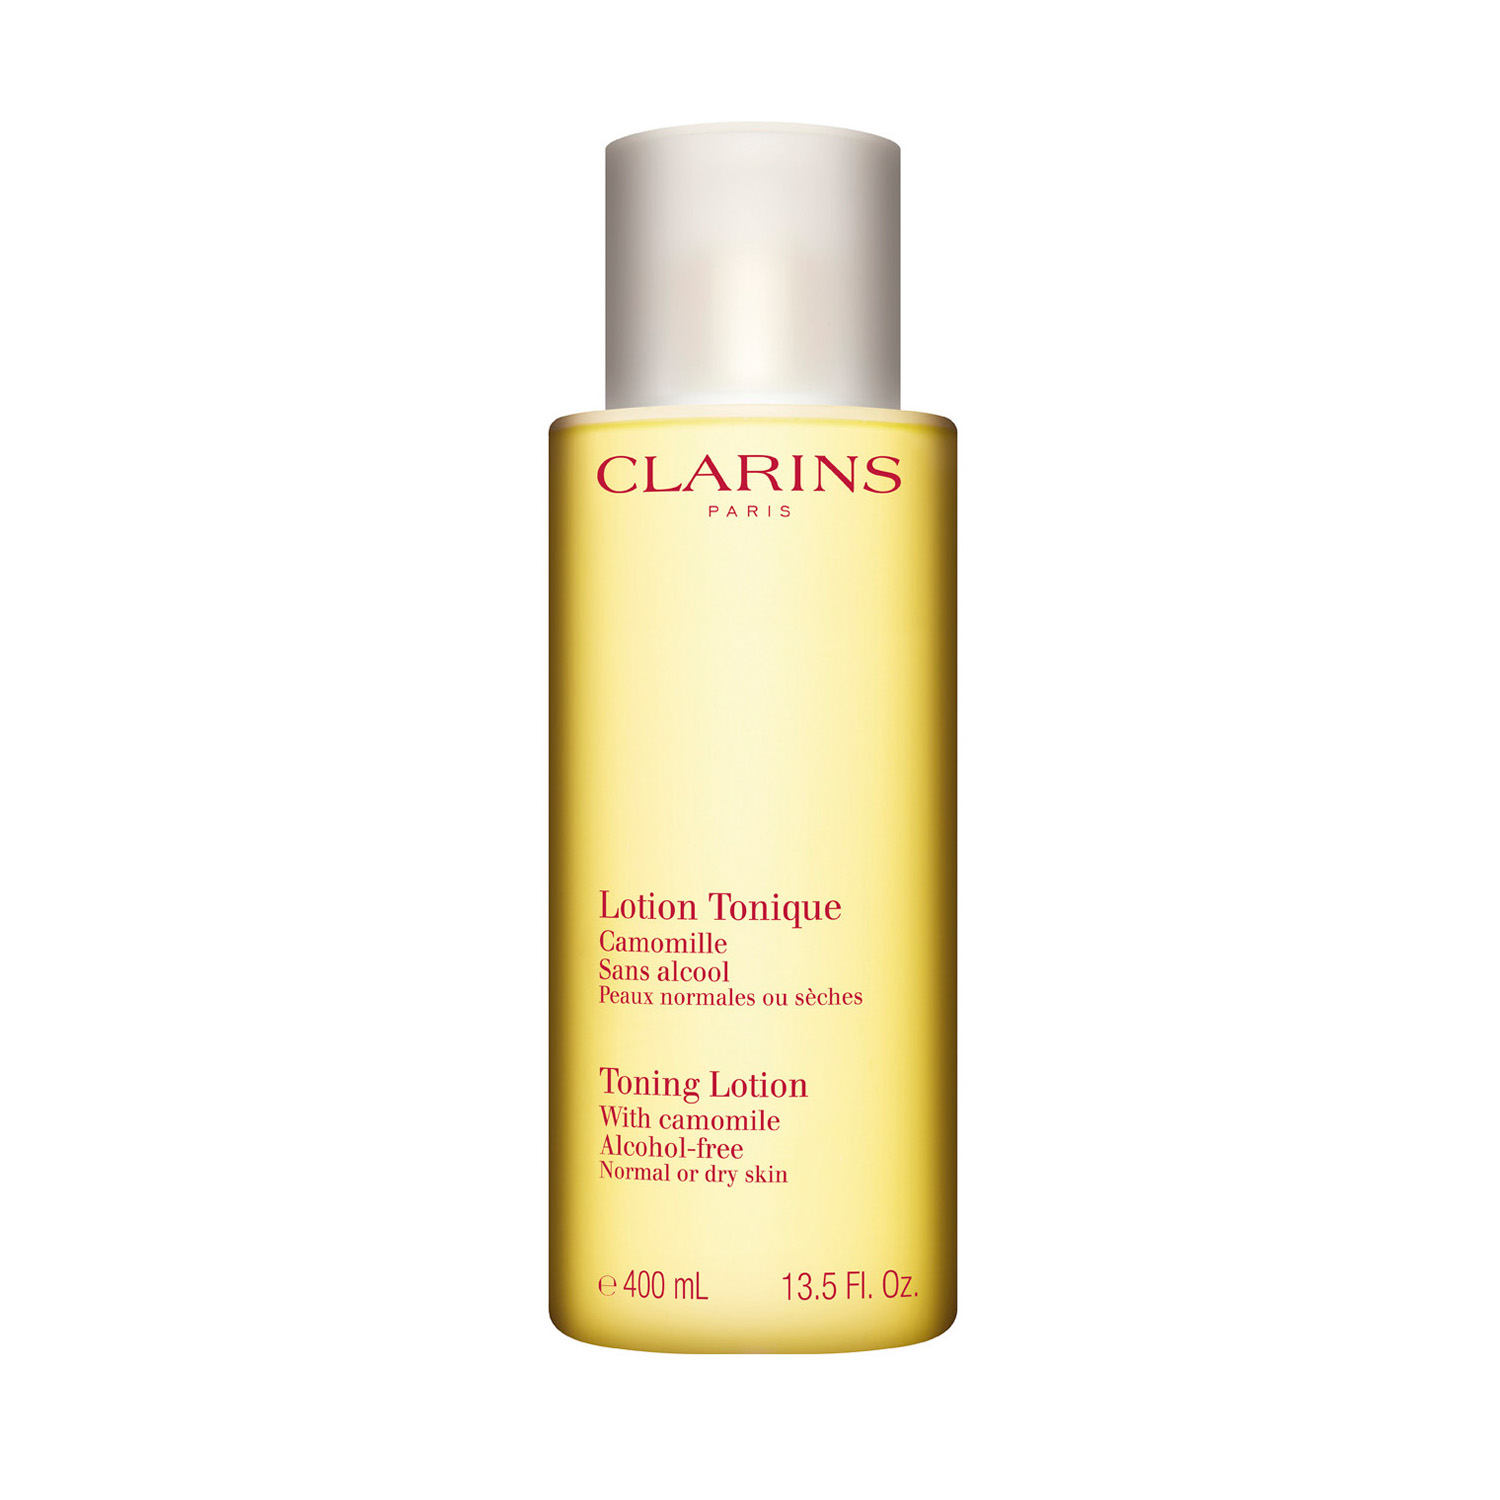 CLARINS
PARIS
Lotion Tonique
Camomille
Sans alcool
Peaux normales ou sèches
Toning Lotion
With camomile
Alcohol-free
Normal or dry skin
℮ 400 mL 13.5 Fl. Oz.